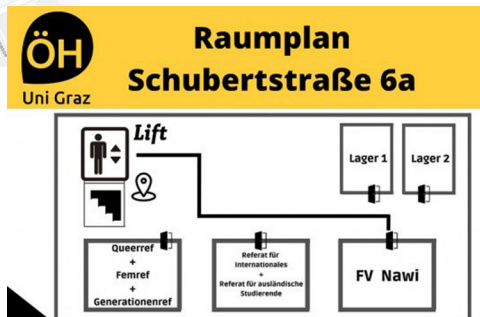 ÖH
Uni Graz
Raumplan
Schubertstraße 6a
Lift
Lager 1
Lager 2
Queerref
+
Femref
+
Generationenref
Referat für
Internationales
+
Referat für ausländische
Studierende
FV Nawi